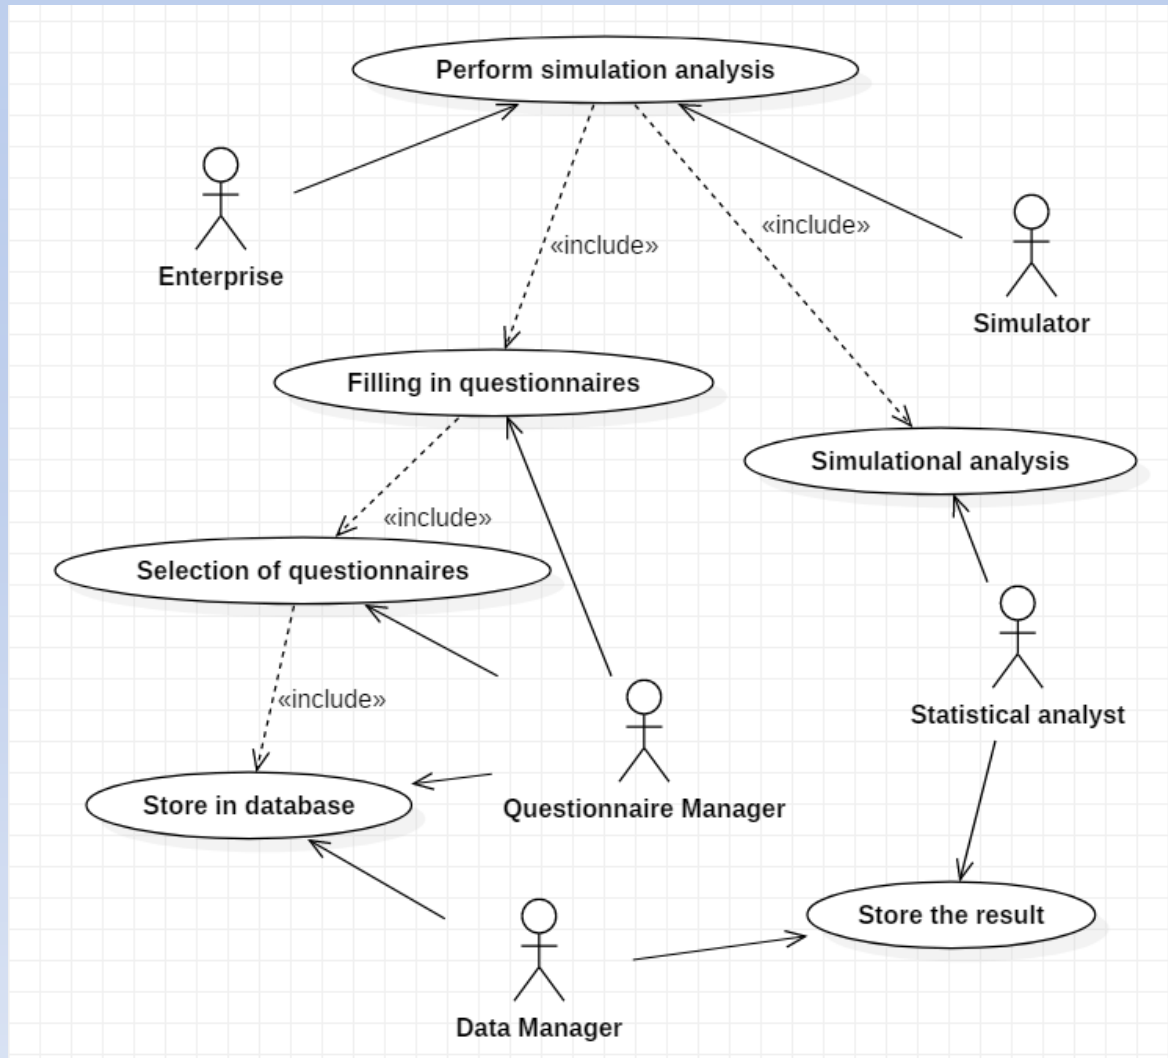 Perform simulation analysis
«include»
«include»
Enterprise
Simulator
Filling in questionnaires
Simulational analysis
«include»
Selection of questionnaires
«include»
Statistical analyst
Store in database
Questionnaire Manager
Store the result
Data Manager